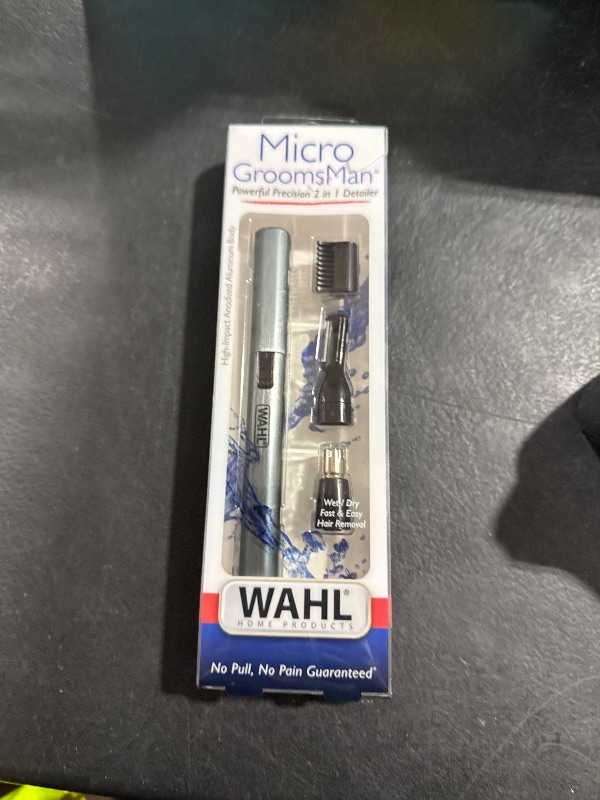 Micro
GroomsMan®
Powerful Precision 2 in 1 Detailer
High-Impact Anodized Aluminum Body
WAHL
Wet / Dry
Fast & Easy
Hair Removal
WAHL®
HOME PRODUCTS
No Pull, No Pain Guaranteed*